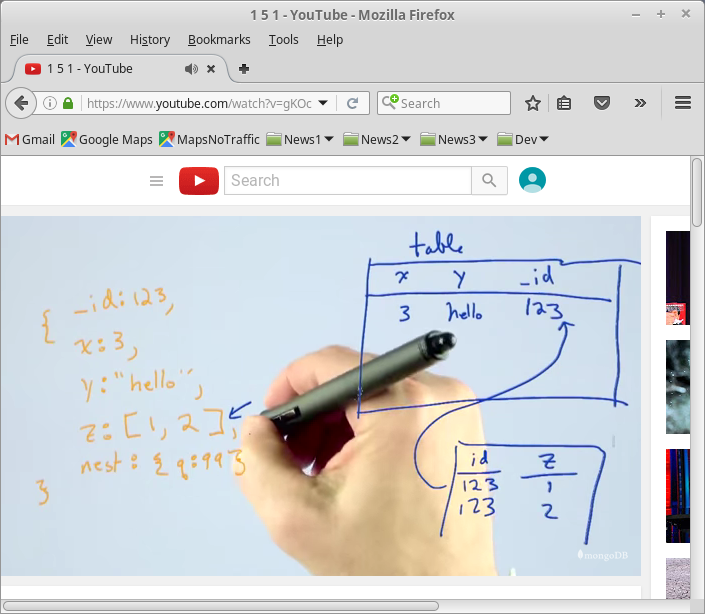 1 5 1 - YouTube - Mozilla Firefox
File Edit View History Bookmarks Tools Help
1 5 1 - YouTube
https://www.youtube.com/watch?v=gKOc
Search
Gmail Google Maps MapsNoTraffic News1 News2 News3 Dev
Search
table
x y _id
3 hello 123
{ _id: 123,
x: 3,
y: "hello",
z: [1, 2],
nest: { q: 99 }
}
id z
123 1
123 2
mongoDB